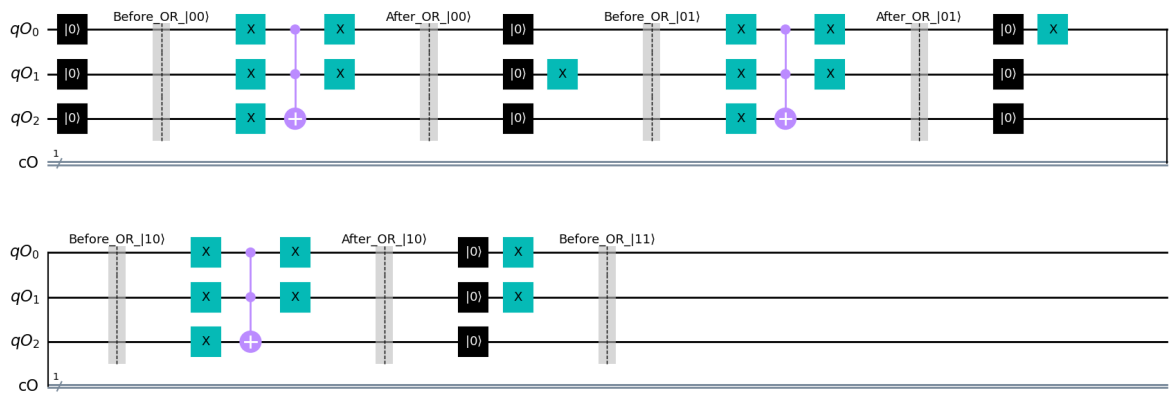 Before_OR_|00⟩ After_OR_|00⟩ Before_OR_|01⟩ After_OR_|01⟩
qO₀ |0⟩ X X |0⟩ X X |0⟩ X
qO₁ |0⟩ X X |0⟩ X X X |0⟩
qO₂ |0⟩ X |0⟩ X |0⟩
cO 1
Before_OR_|10⟩ After_OR_|10⟩ Before_OR_|11⟩
qO₀ X X |0⟩ X
qO₁ X X |0⟩ X
qO₂ X |0⟩
cO 1